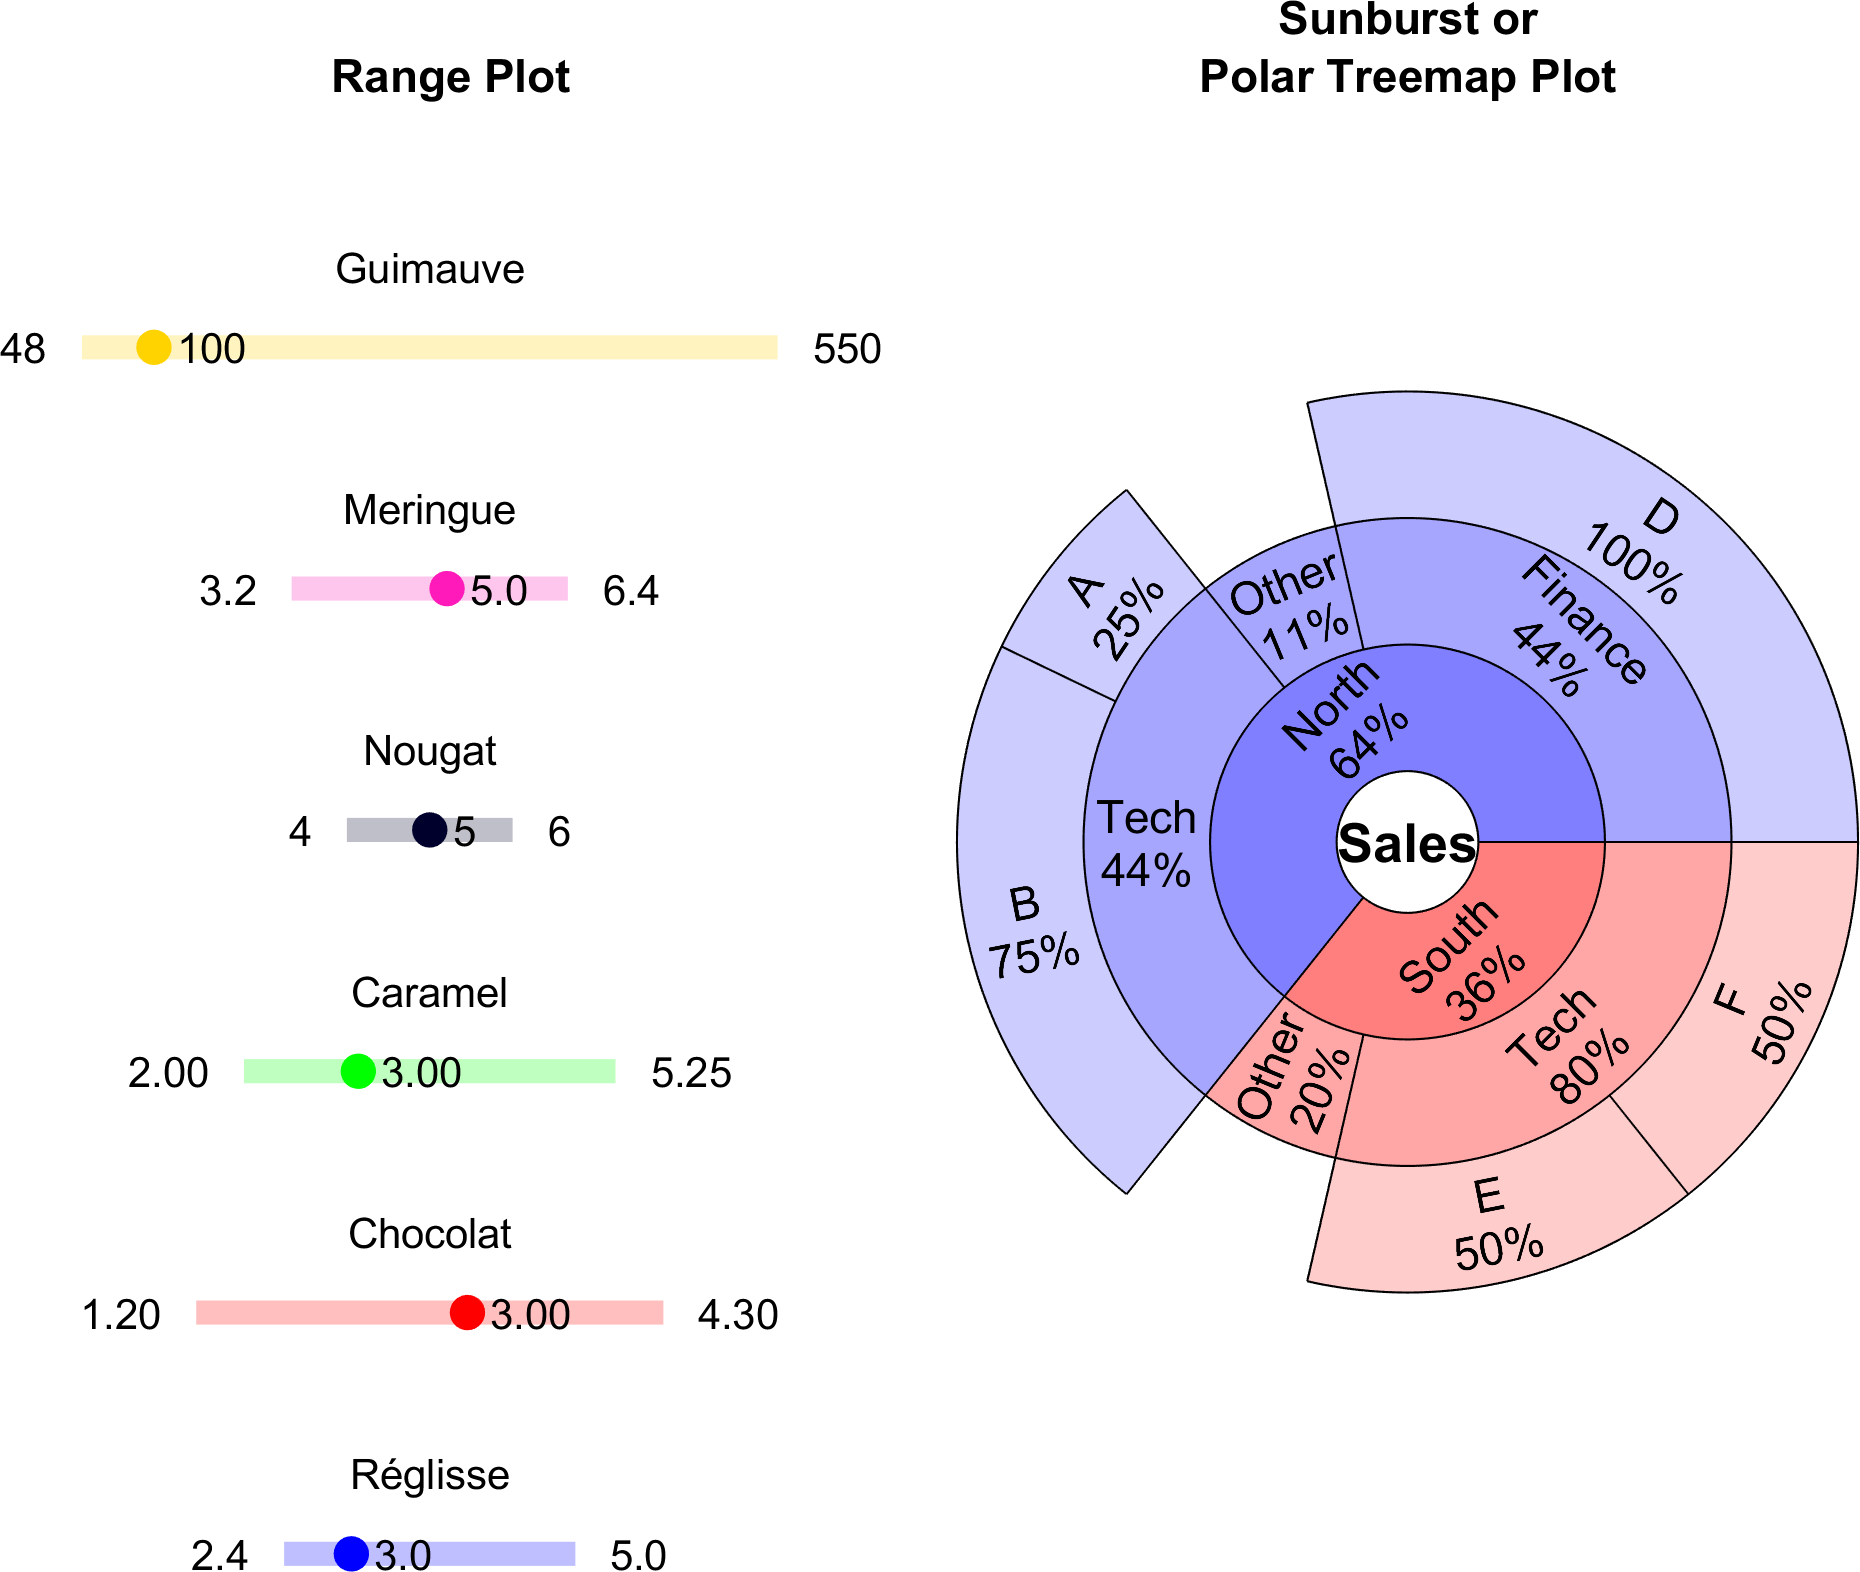 Range Plot
Guimauve
48 100 550
Meringue
3.2 5.0 6.4
Nougat
4 5 6
Caramel
2.00 3.00 5.25
Chocolat
1.20 3.00 4.30
Réglisse
2.4 3.0 5.0
Sunburst or
Polar Treemap Plot
D
100%
Finance
44%
Other
11%
A
25%
North
64%
Sales
Tech
44%
B
75%
South
36%
Tech
80%
F
50%
Other
20%
E
50%